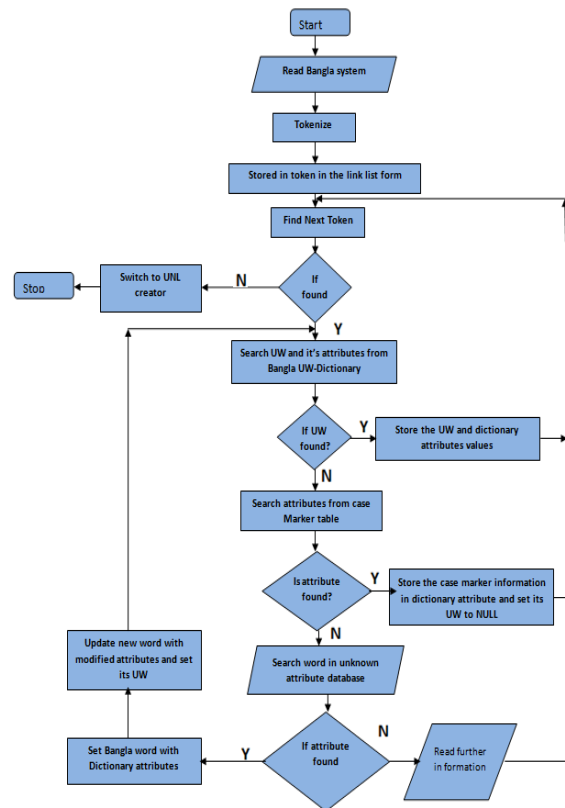 Start
Read Bangla system
Tokenize
Stored in token in the link list form
Find Next Token
If
found
N
Switch to UNL
creator
Stop
Y
Search UW and it's attributes from
Bangla UW-Dictionary
If UW
found?
Y
Store the UW and dictionary
attributes values
N
Search attributes from case
Marker table
Is attribute
found?
Y
Store the case marker information
in dictionary attribute and set its
UW to NULL
N
Update new word with
modified attributes and set
its UW
Search word in unknown
attribute database
If attribute
found
Y
Set Bangla word with
Dictionary attributes
N
Read further
in formation